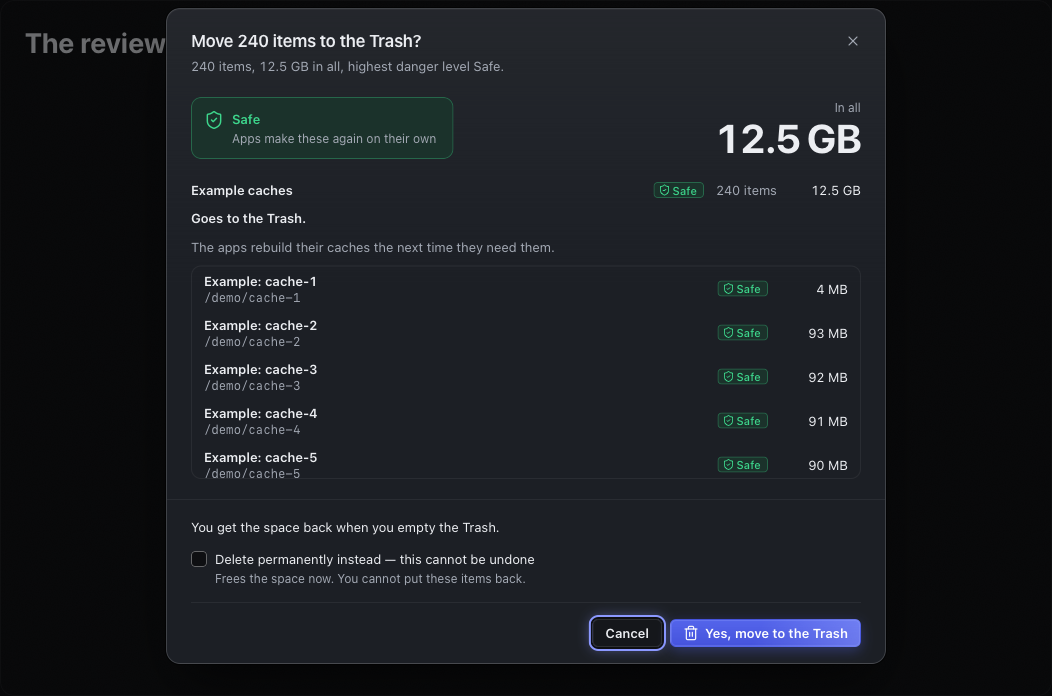 The review
Move 240 items to the Trash?
240 items, 12.5 GB in all, highest danger level Safe.
Safe
Apps make these again on their own
In all
12.5 GB
Example caches
Safe
240 items
12.5 GB
Goes to the Trash.
The apps rebuild their caches the next time they need them.
Example: cache-1
/demo/cache-1
Safe
4 MB
Example: cache-2
/demo/cache-2
Safe
93 MB
Example: cache-3
/demo/cache-3
Safe
92 MB
Example: cache-4
/demo/cache-4
Safe
91 MB
Example: cache-5
/demo/cache-5
Safe
90 MB
You get the space back when you empty the Trash.
Delete permanently instead — this cannot be undone
Frees the space now. You cannot put these items back.
Cancel
Yes, move to the Trash